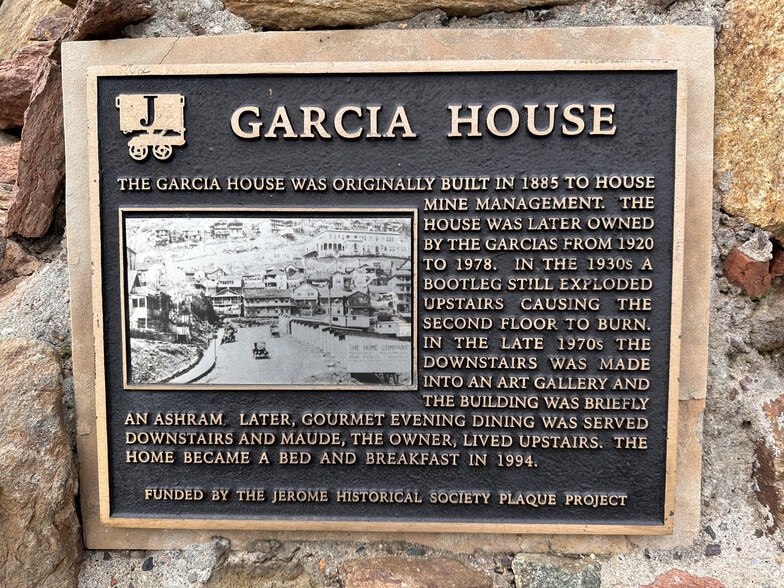 J
GARCIA HOUSE
THE GARCIA HOUSE WAS ORIGINALLY BUILT IN 1885 TO HOUSE
MINE MANAGEMENT. THE
HOUSE WAS LATER OWNED
BY THE GARCIAS FROM 1920
TO 1978. IN THE 1930s A
BOOTLEG STILL EXPLODED
UPSTAIRS CAUSING THE
SECOND FLOOR TO BURN.
IN THE LATE 1970s THE
DOWNSTAIRS WAS MADE
INTO AN ART GALLERY AND
THE BUILDING WAS BRIEFLY
AN ASHRAM. LATER, GOURMET EVENING DINING WAS SERVED
DOWNSTAIRS AND MAUDE, THE OWNER, LIVED UPSTAIRS. THE
HOME BECAME A BED AND BREAKFAST IN 1994.
THE HOME COMPANY
FUNDED BY THE JEROME HISTORICAL SOCIETY PLAQUE PROJECT